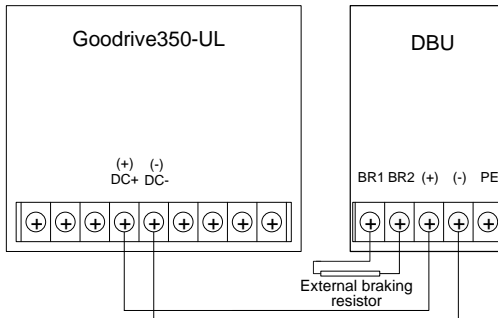 Goodrive350-UL
DBU
(+) (-)
DC+ DC-
BR1 BR2 (+) (-) PE
External braking
resistor